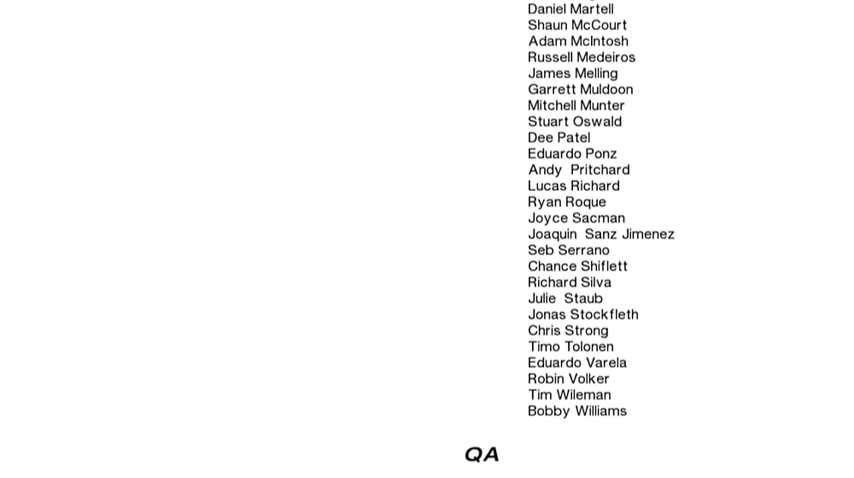 Daniel Martell
Shaun McCourt
Adam McIntosh
Russell Medeiros
James Melling
Garrett Muldoon
Mitchell Munter
Stuart Oswald
Dee Patel
Eduardo Ponz
Andy  Pritchard
Lucas Richard
Ryan Roque
Joyce Sacman
Joaquin  Sanz Jimenez
Seb Serrano
Chance Shiflett
Richard Silva
Julie  Staub
Jonas Stockfleth
Chris Strong
Timo Tolonen
Eduardo Varela
Robin Volker
Tim Wileman
Bobby Williams
QA